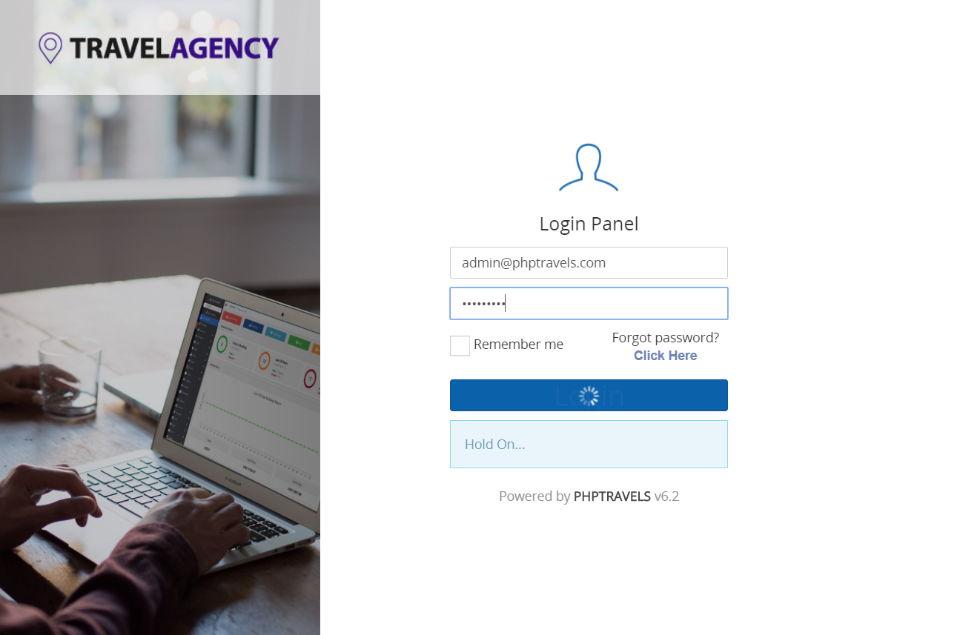 TRAVELAGENCY
Login Panel
admin@phptravels.com
•••••••••
Remember me
Forgot password?
Click Here
Login
Hold On...
Powered by PHPTRAVELS v6.2